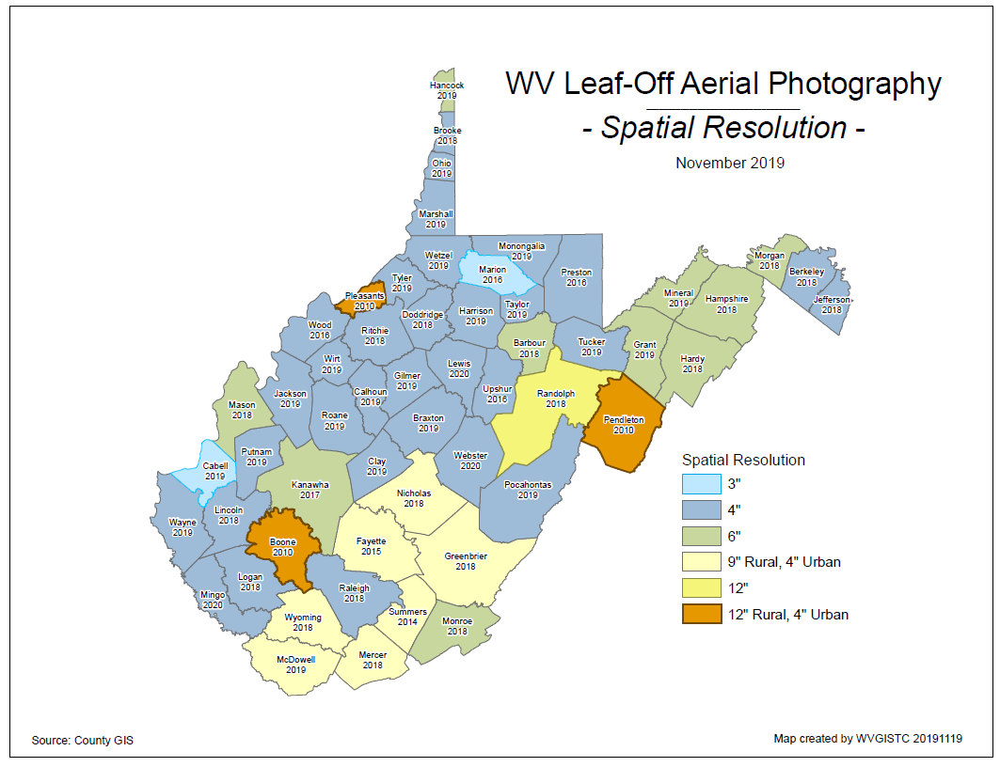 WV Leaf-Off Aerial Photography
- Spatial Resolution -
November 2019
Hancock
2019
Brooke
2018
Ohio
2019
Marshall
2019
Wetzel
2019
Monongalia
2019
Marion
2016
Preston
2016
Morgan
2018
Berkeley
2018
Jefferson
2018
Mineral
2019
Hampshire
2018
Tyler
2019
Pleasants
2010
Doddridge
2018
Harrison
2019
Taylor
2019
Wood
2016
Ritchie
2018
Barbour
2018
Tucker
2019
Grant
2019
Hardy
2018
Wirt
2019
Lewis
2020
Gilmer
2019
Calhoun
2019
Upshur
2016
Randolph
2018
Jackson
2019
Mason
2018
Roane
2019
Braxton
2019
Pendleton
2010
Putnam
2019
Cabell
2019
Clay
2019
Webster
2020
Kanawha
2017
Nicholas
2018
Pocahontas
2019
Wayne
2019
Lincoln
2018
Boone
2010
Fayette
2015
Greenbrier
2018
Logan
2018
Mingo
2020
Raleigh
2018
Summers
2014
Monroe
2018
Wyoming
2018
McDowell
2019
Mercer
2018
Spatial Resolution
3"
4"
6"
9" Rural, 4" Urban
12"
12" Rural, 4" Urban
Source: County GIS
Map created by WVGISTC 20191119